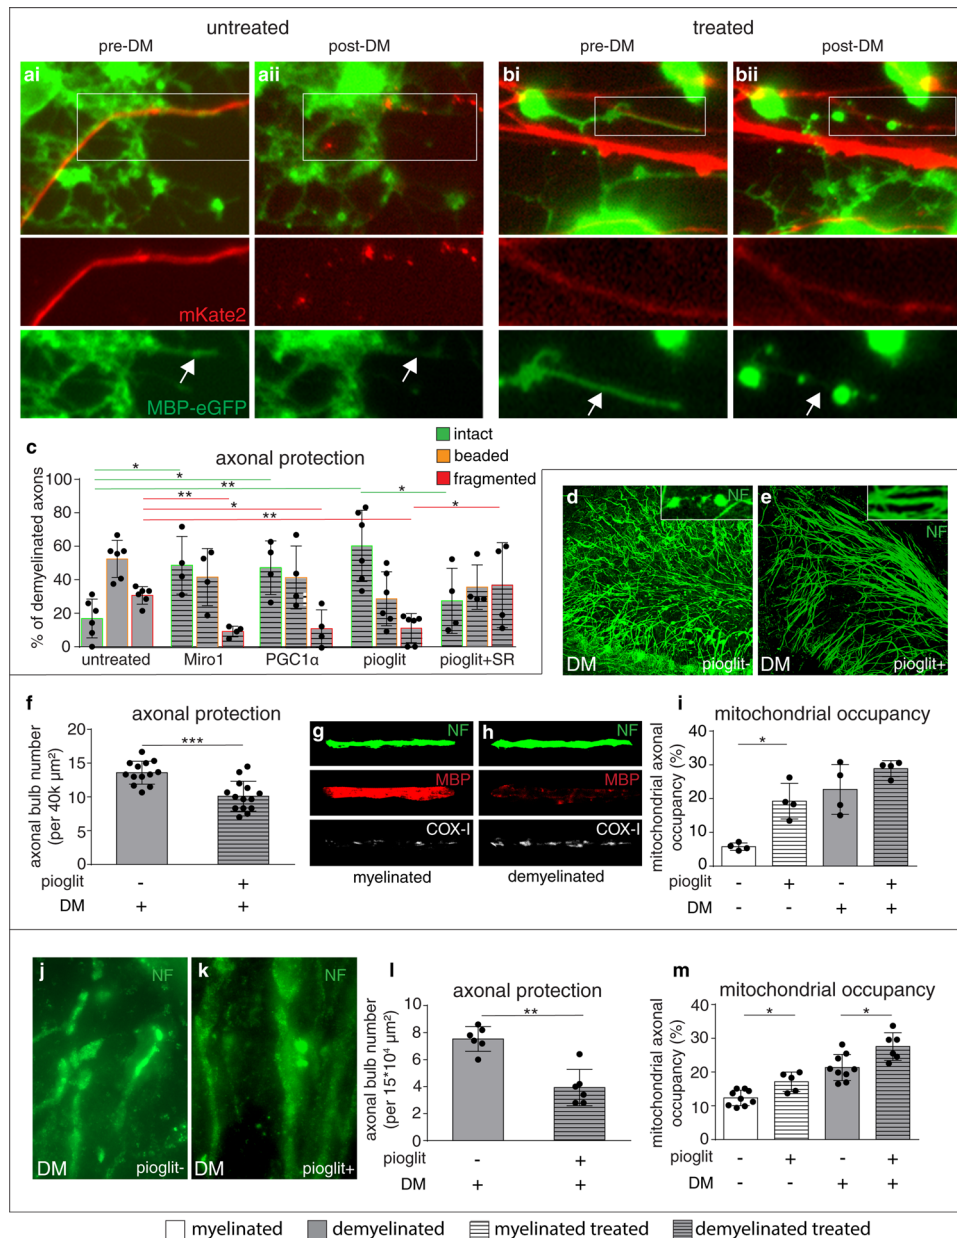 untreated
treated
pre-DM
post-DM
pre-DM
post-DM
ai
aii
bi
bii
mKate2
MBP-eGFP
c
axonal protection
intact
beaded
fragmented
* * ** *
** * ** *
% of demyelinated axons
100
80
60
40
20
0
untreated Miro1 PGC1α pioglit pioglit+SR
d
NF
DM
pioglit-
e
NF
DM
pioglit+
f
axonal protection
***
axonal bulb number
(per 40k µm²)
20
15
10
5
0
pioglit - +
DM + +
g
NF
MBP
COX-I
myelinated
h
NF
MBP
COX-I
demyelinated
i
mitochondrial occupancy
*
mitochondrial axonal
occupancy (%)
40
30
20
10
0
pioglit - + - +
DM - - + +
j
NF
DM
pioglit-
k
NF
DM
pioglit+
l
axonal protection
**
axonal bulb number
(per 15*10⁴ µm²)
8
6
4
2
0
pioglit - +
DM + +
m
mitochondrial occupancy
* *
mitochondrial axonal
occupancy (%)
40
30
20
10
0
pioglit - + - +
DM - - + +
myelinated demyelinated myelinated treated demyelinated treated